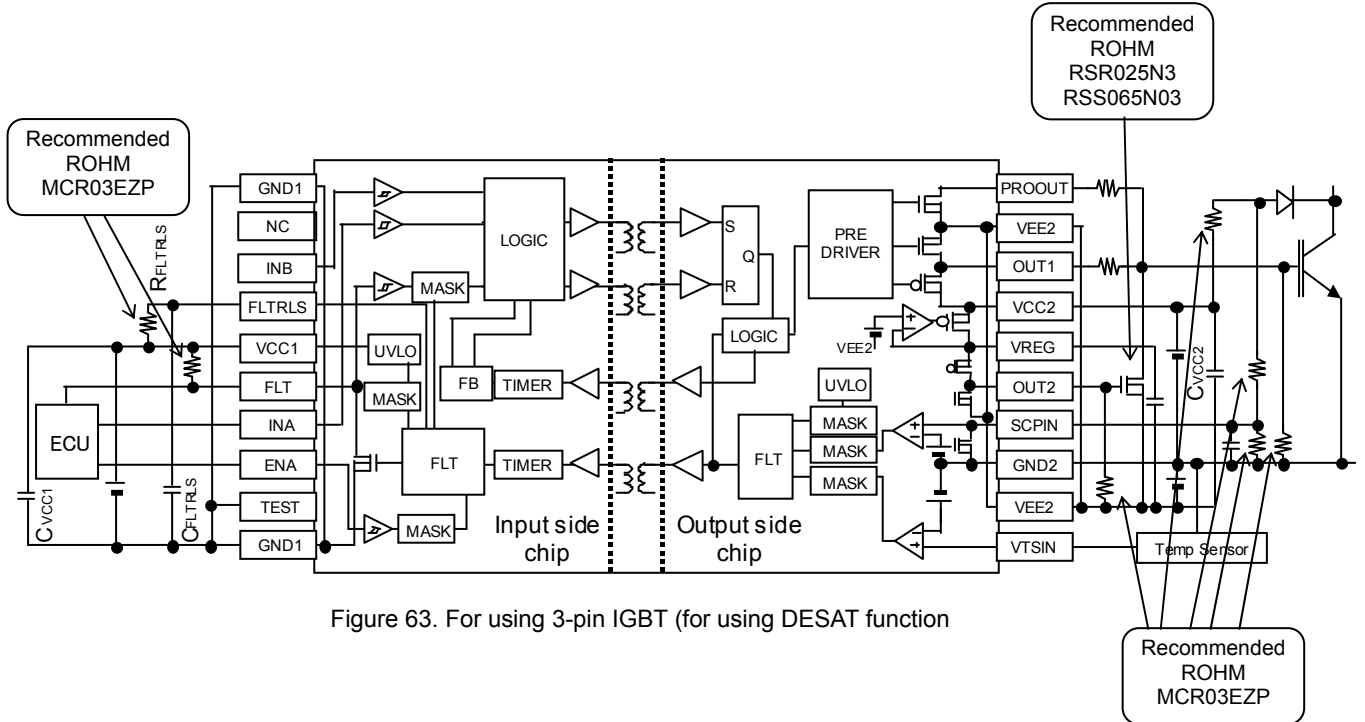 Recommended
ROHM
RSR025N3
RSS065N03
Recommended
ROHM
MCR03EZP
GND1
NC
INB
FLTRLS
VCC1
FLT
INA
ENA
TEST
GND1
RFLTRLS
ECU
CVCC1
CFLTRLS
LOGIC
MASK
UVLO
MASK
FB
TIMER
FLT
TIMER
MASK
Input side
chip
Output side
chip
S
R
Q
LOGIC
PRE
DRIVER
VEE2
UVLO
MASK
MASK
MASK
FLT
PROOUT
VEE2
OUT1
VCC2
VREG
OUT2
SCPIN
GND2
VEE2
VTSIN
CVCC2
Temp Sensor
Recommended
ROHM
MCR03EZP
Figure 63. For using 3-pin IGBT (for using DESAT function